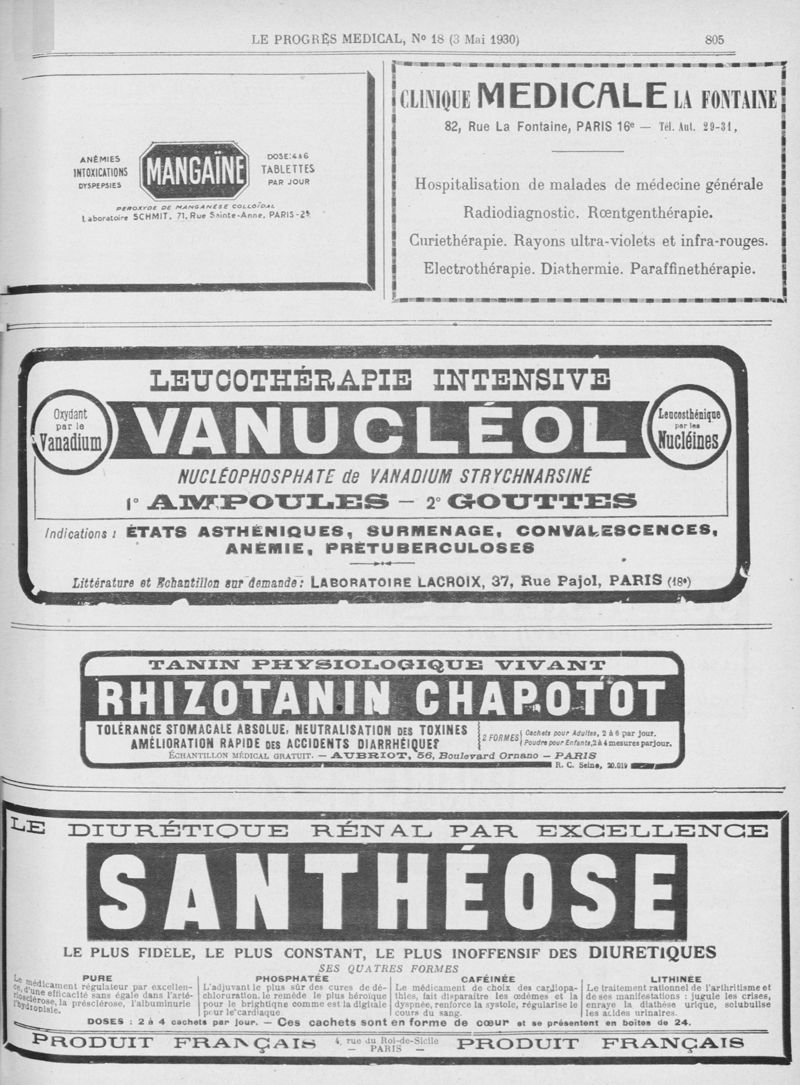 LE PROGRÈS MEDICAL, No 18 (3 Mai 1930)
805
ANÉMIES
INTOXICATIONS
DYSPEPSIES
MANGAÏNE
DOSE: 4 à 6
TABLETTES
PAR JOUR
PEROXYDE DE MANGANÈSE COLLOÏDAL
Laboratoire SCHMIT, 71, Rue Sainte-Anne, PARIS-2e
CLINIQUE MEDICALE LA FONTAINE
82, Rue La Fontaine, PARIS 16e — Tél. Aut. 29-31,
Hospitalisation de malades de médecine générale
Radiodiagnostic. Rœntgenthérapie.
Curiethérapie. Rayons ultra-violets et infra-rouges.
Electrothérapie. Diathermie. Paraffinethérapie.
LEUCOTHÉRAPIE INTENSIVE
Oxydant
par le
Vanadium
VANUCLÉOL
Leucosthénique
par les
Nucléines
NUCLÉOPHOSPHATE de VANADIUM STRYCHNARSINÉ
1° AMPOULES — 2° GOUTTES
Indications : ÉTATS ASTHÉNIQUES, SURMENAGE, CONVALESCENCES,
ANÉMIE, PRÉTUBERCULOSES
Littérature et Echantillon sur demande : LABORATOIRE LACROIX, 37, Rue Pajol, PARIS (18e)
TANIN PHYSIOLOGIQUE VIVANT
RHIZOTANIN CHAPOTOT
TOLÉRANCE STOMACALE ABSOLUE, NEUTRALISATION DES TOXINES
AMÉLIORATION RAPIDE DES ACCIDENTS DIARRHÉIQUES
2 FORMES
Cachets pour Adultes, 2 à 6 par jour.
Poudre pour Enfants, 2 à 4 mesures par jour.
ÉCHANTILLON MÉDICAL GRATUIT. — AUBRIOT, 56, Boulevard Ornano — PARIS
R. C. Seine, 20.019
LE DIURÉTIQUE RÉNAL PAR EXCELLENCE
SANTHÉOSE
LE PLUS FIDÈLE, LE PLUS CONSTANT, LE PLUS INOFFENSIF DES DIURETIQUES
SES QUATRES FORMES
PURE
Le médicament régulateur par excellen-
ce, d'une efficacité sans égale dans l'arté-
riosclérose, la présclérose, l'albuminurie
l'hydropisie.
PHOSPHATÉE
L'adjuvant le plus sûr des cures de dé-
chloruration. le remède le plus héroïque
pour le brightique comme est la digitale
pour le cardiaque
CAFÉINÉE
Le médicament de choix des cardiopa-
thies, fait disparaître les œdèmes et la
dyspnée, renforce la systole, régularise le
cours du sang.
LITHINÉE
Le traitement rationnel de l'arthritisme et
de ses manifestations : jugule les crises,
enraye la diathèse urique, solubulise
les acides urinaires.
DOSES : 2 à 4 cachets par jour. — Ces cachets sont en forme de cœur et se présentent en boîtes de 24.
PRODUIT FRANÇAIS
4, rue du Roi-de-Sicile
— PARIS —
PRODUIT FRANÇAIS